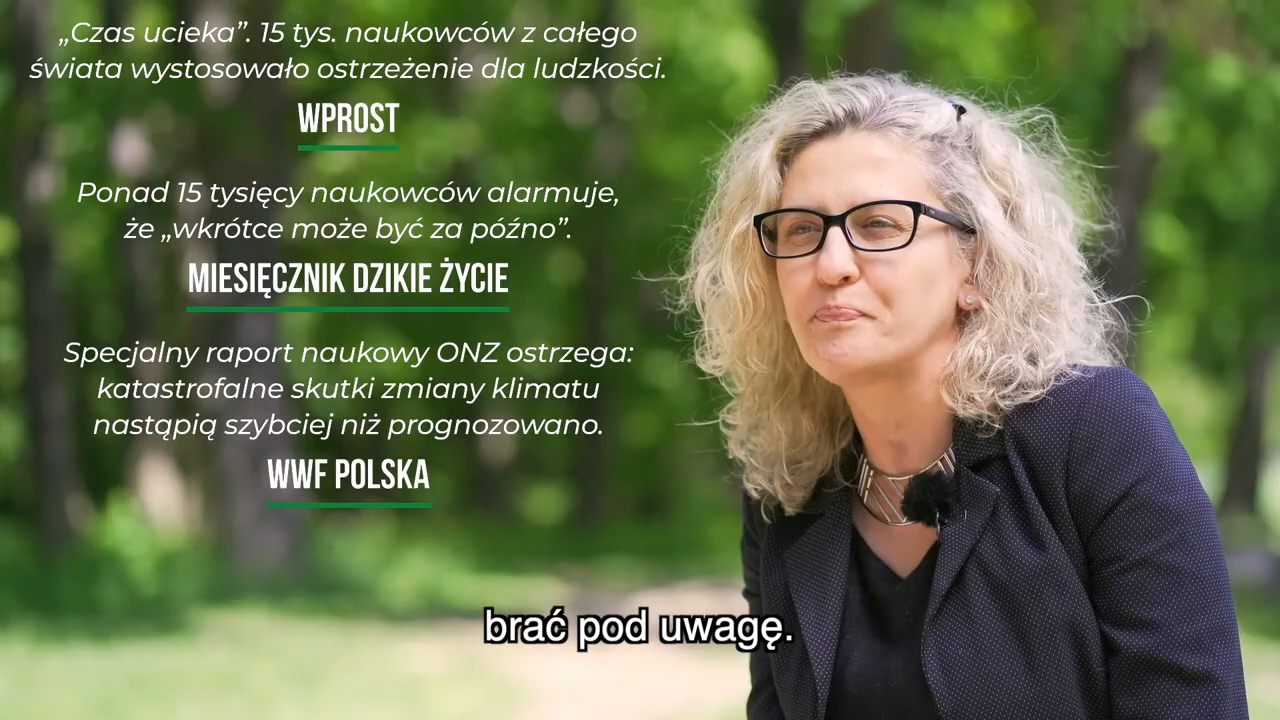 „Czas ucieka”. 15 tys. naukowców z całego
świata wystosowało ostrzeżenie dla ludzkości.
WPROST
Ponad 15 tysięcy naukowców alarmuje,
że „wkrótce może być za późno”.
MIESIĘCZNIK DZIKIE ŻYCIE
Specjalny raport naukowy ONZ ostrzega:
katastrofalne skutki zmiany klimatu
nastąpią szybciej niż prognozowano.
WWF POLSKA
brać pod uwagę.